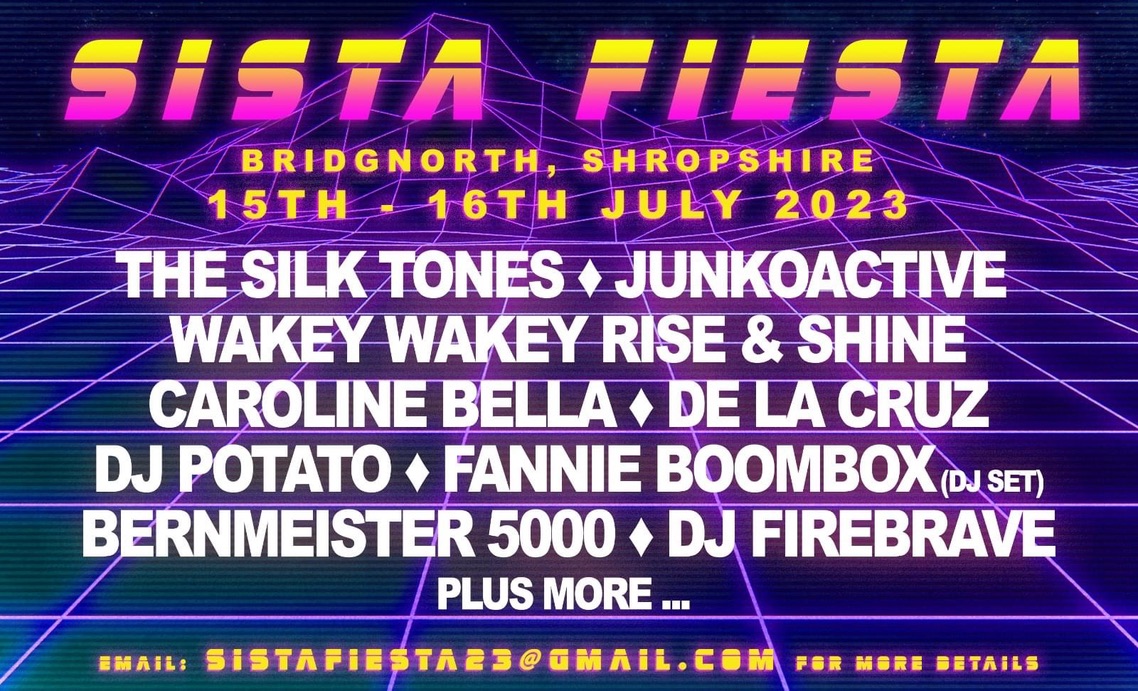 SISTA FIESTA
BRIDGNORTH, SHROPSHIRE
15TH - 16TH JULY 2023
THE SILK TONES ♦ JUNKOACTIVE
WAKEY WAKEY RISE & SHINE
CAROLINE BELLA ♦ DE LA CRUZ
DJ POTATO ♦ FANNIE BOOMBOX (DJ SET)
BERNMEISTER 5000 ♦ DJ FIREBRAVE
PLUS MORE ...
EMAIL: SISTAFIESTA23@GMAIL.COM FOR MORE DETAILS